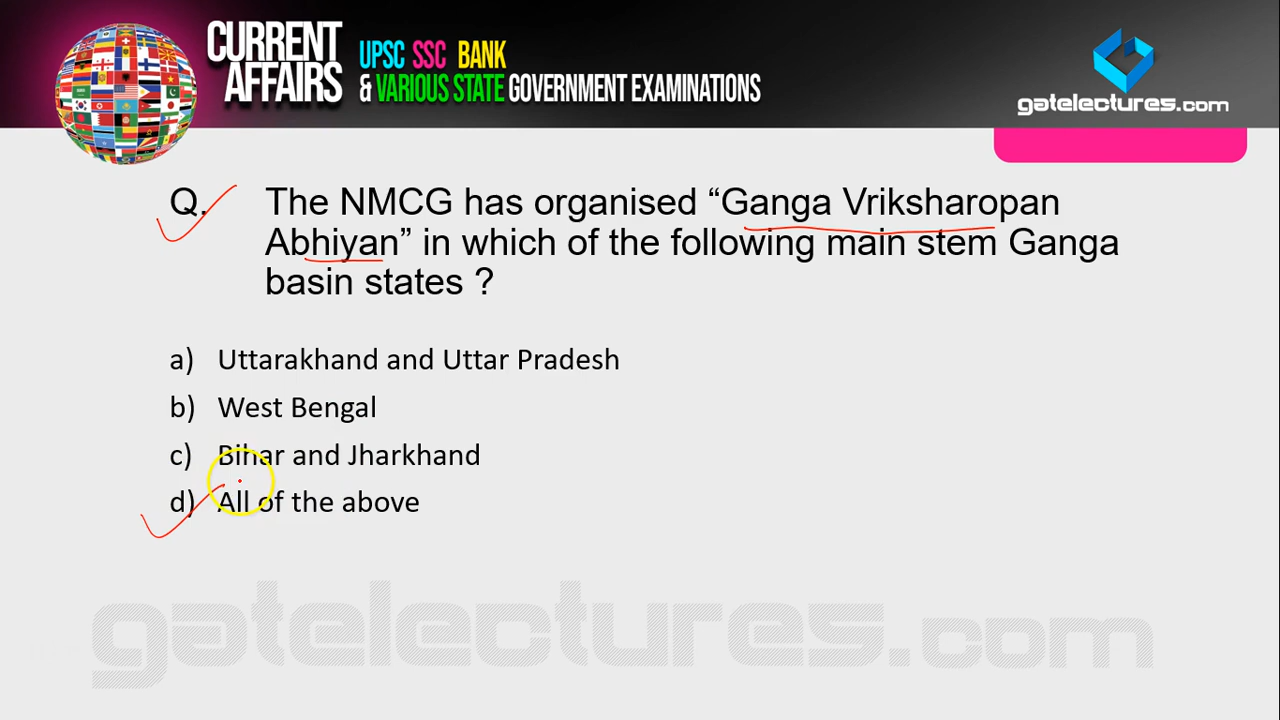 CURRENT
AFFAIRS
UPSC SSC BANK
& VARIOUS STATE GOVERNMENT EXAMINATIONS
gatelectures.com
Q. The NMCG has organised “Ganga Vriksharopan
Abhiyan” in which of the following main stem Ganga
basin states ?
a) Uttarakhand and Uttar Pradesh
b) West Bengal
c) Bihar and Jharkhand
d) All of the above
gatelectures.com